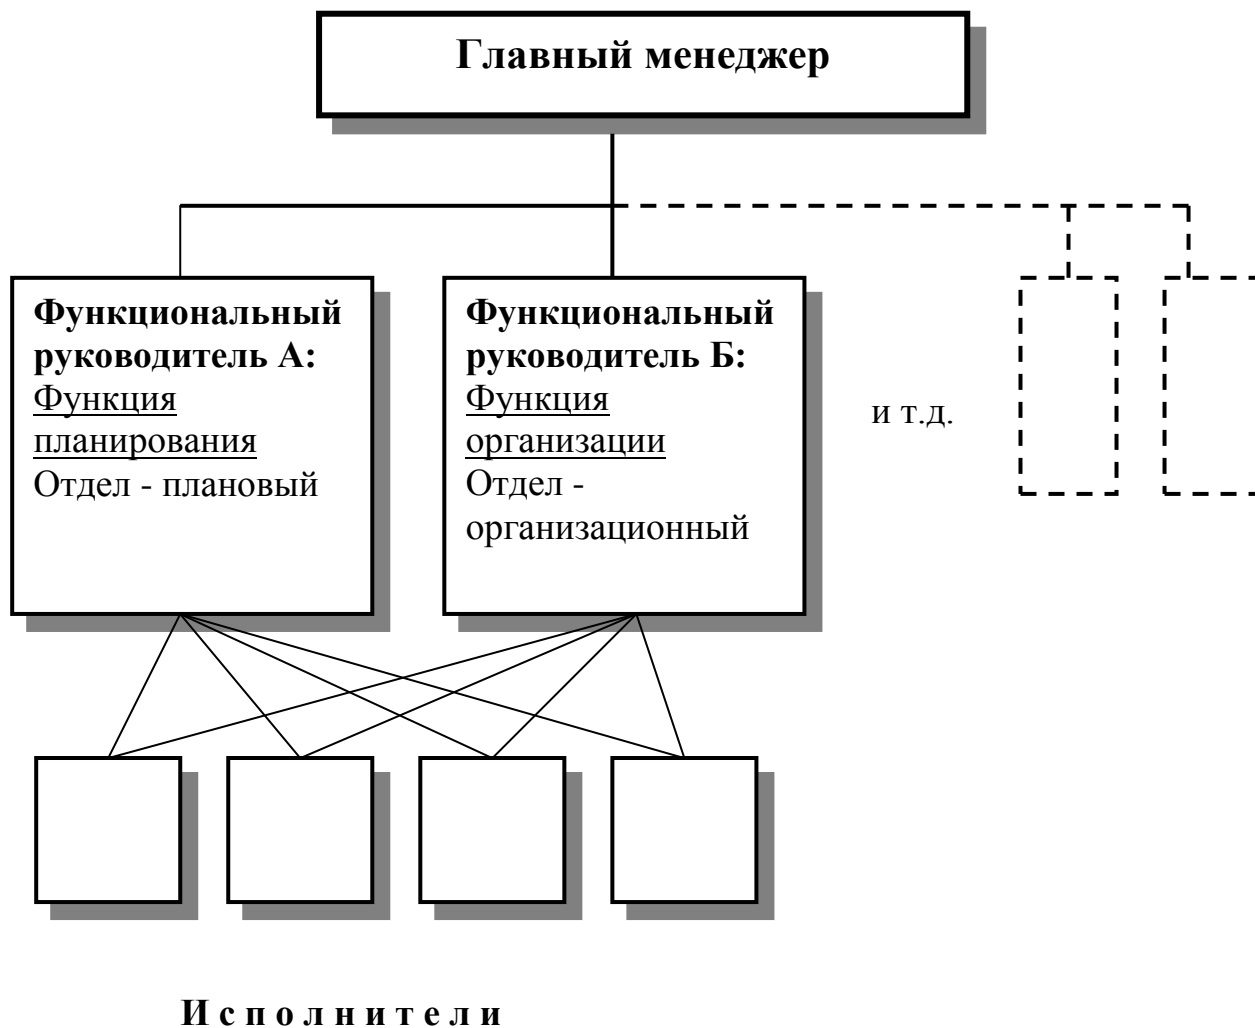 Главный менеджер
Функциональный
руководитель А:
Функция
планирования
Отдел - плановый
Функциональный
руководитель Б:
Функция
организации
Отдел -
организационный
и т.д.
И с п о л н и т е л и